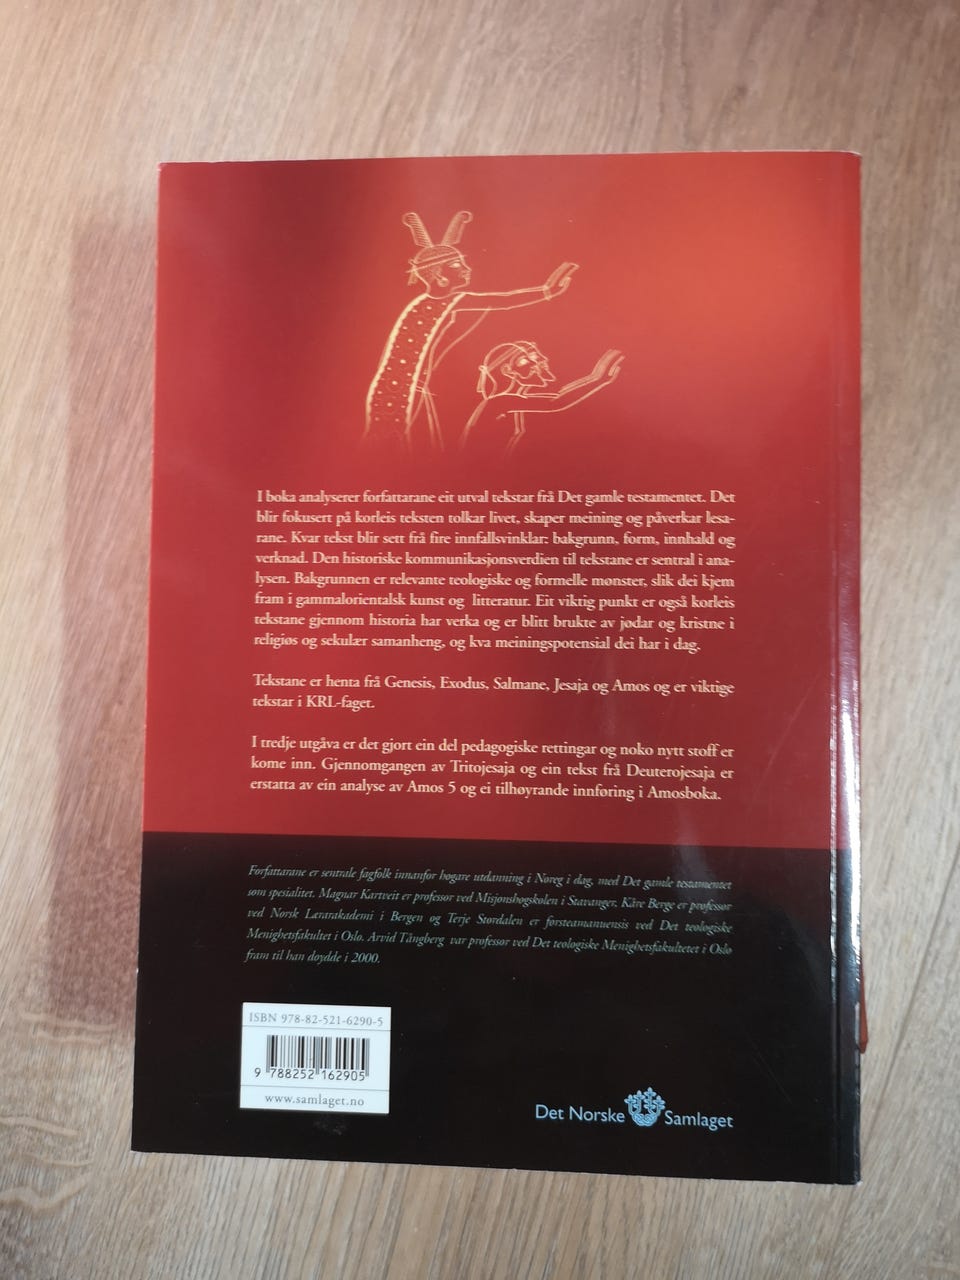 I boka analyserer forfattarane eit utval tekstar frå Det gamle testamentet. Det
blir fokusert på korleis teksten tolkar livet, skaper meining og påverkar lesa-
rane. Kvar tekst blir sett frå fire innfallsvinklar: bakgrunn, form, innhald og
verknad. Den historiske kommunikasjonsverdien til tekstane er sentral i ana-
lysen. Bakgrunnen er relevante teologiske og formelle mønster, slik dei kjem
fram i gammalorientalsk kunst og litteratur. Eit viktig punkt er også korleis
tekstane gjennom historia har verka og er blitt brukte av jødar og kristne i
religiøs og sekulær samanheng, og kva meiningspotensial dei har i dag.
Tekstane er henta frå Genesis, Exodus, Salmane, Jesaja og Amos og er viktige
tekstar i KRL-faget.
I tredje utgåva er det gjort ein del pedagogiske rettingar og noko nytt stoff er
kome inn. Gjennomgangen av Tritojesaja og ein tekst frå Deuterojesaja er
erstatta av ein analyse av Amos 5 og ei tilhøyrande innføring i Amosboka.
Forfattarane er sentrale fagfolk innanfor høgare utdanning i Noreg i dag, med Det gamle testamentet
som spesialitet. Magnar Kartveit er professor ved Misjonshøgskolen i Stavanger, Kåre Berge er professor
ved Norsk Lærarakademi i Bergen og Terje Stordalen er førsteamanuensis ved Det teologiske
Menighetsfakultet i Oslo. Arvid Tångberg var professor ved Det teologiske Menighetsfakultetet i Oslo
fram til han døydde i 2000.
ISBN 978-82-521-6290-5
9 788252 162905
www.samlaget.no
Det Norske Samlaget